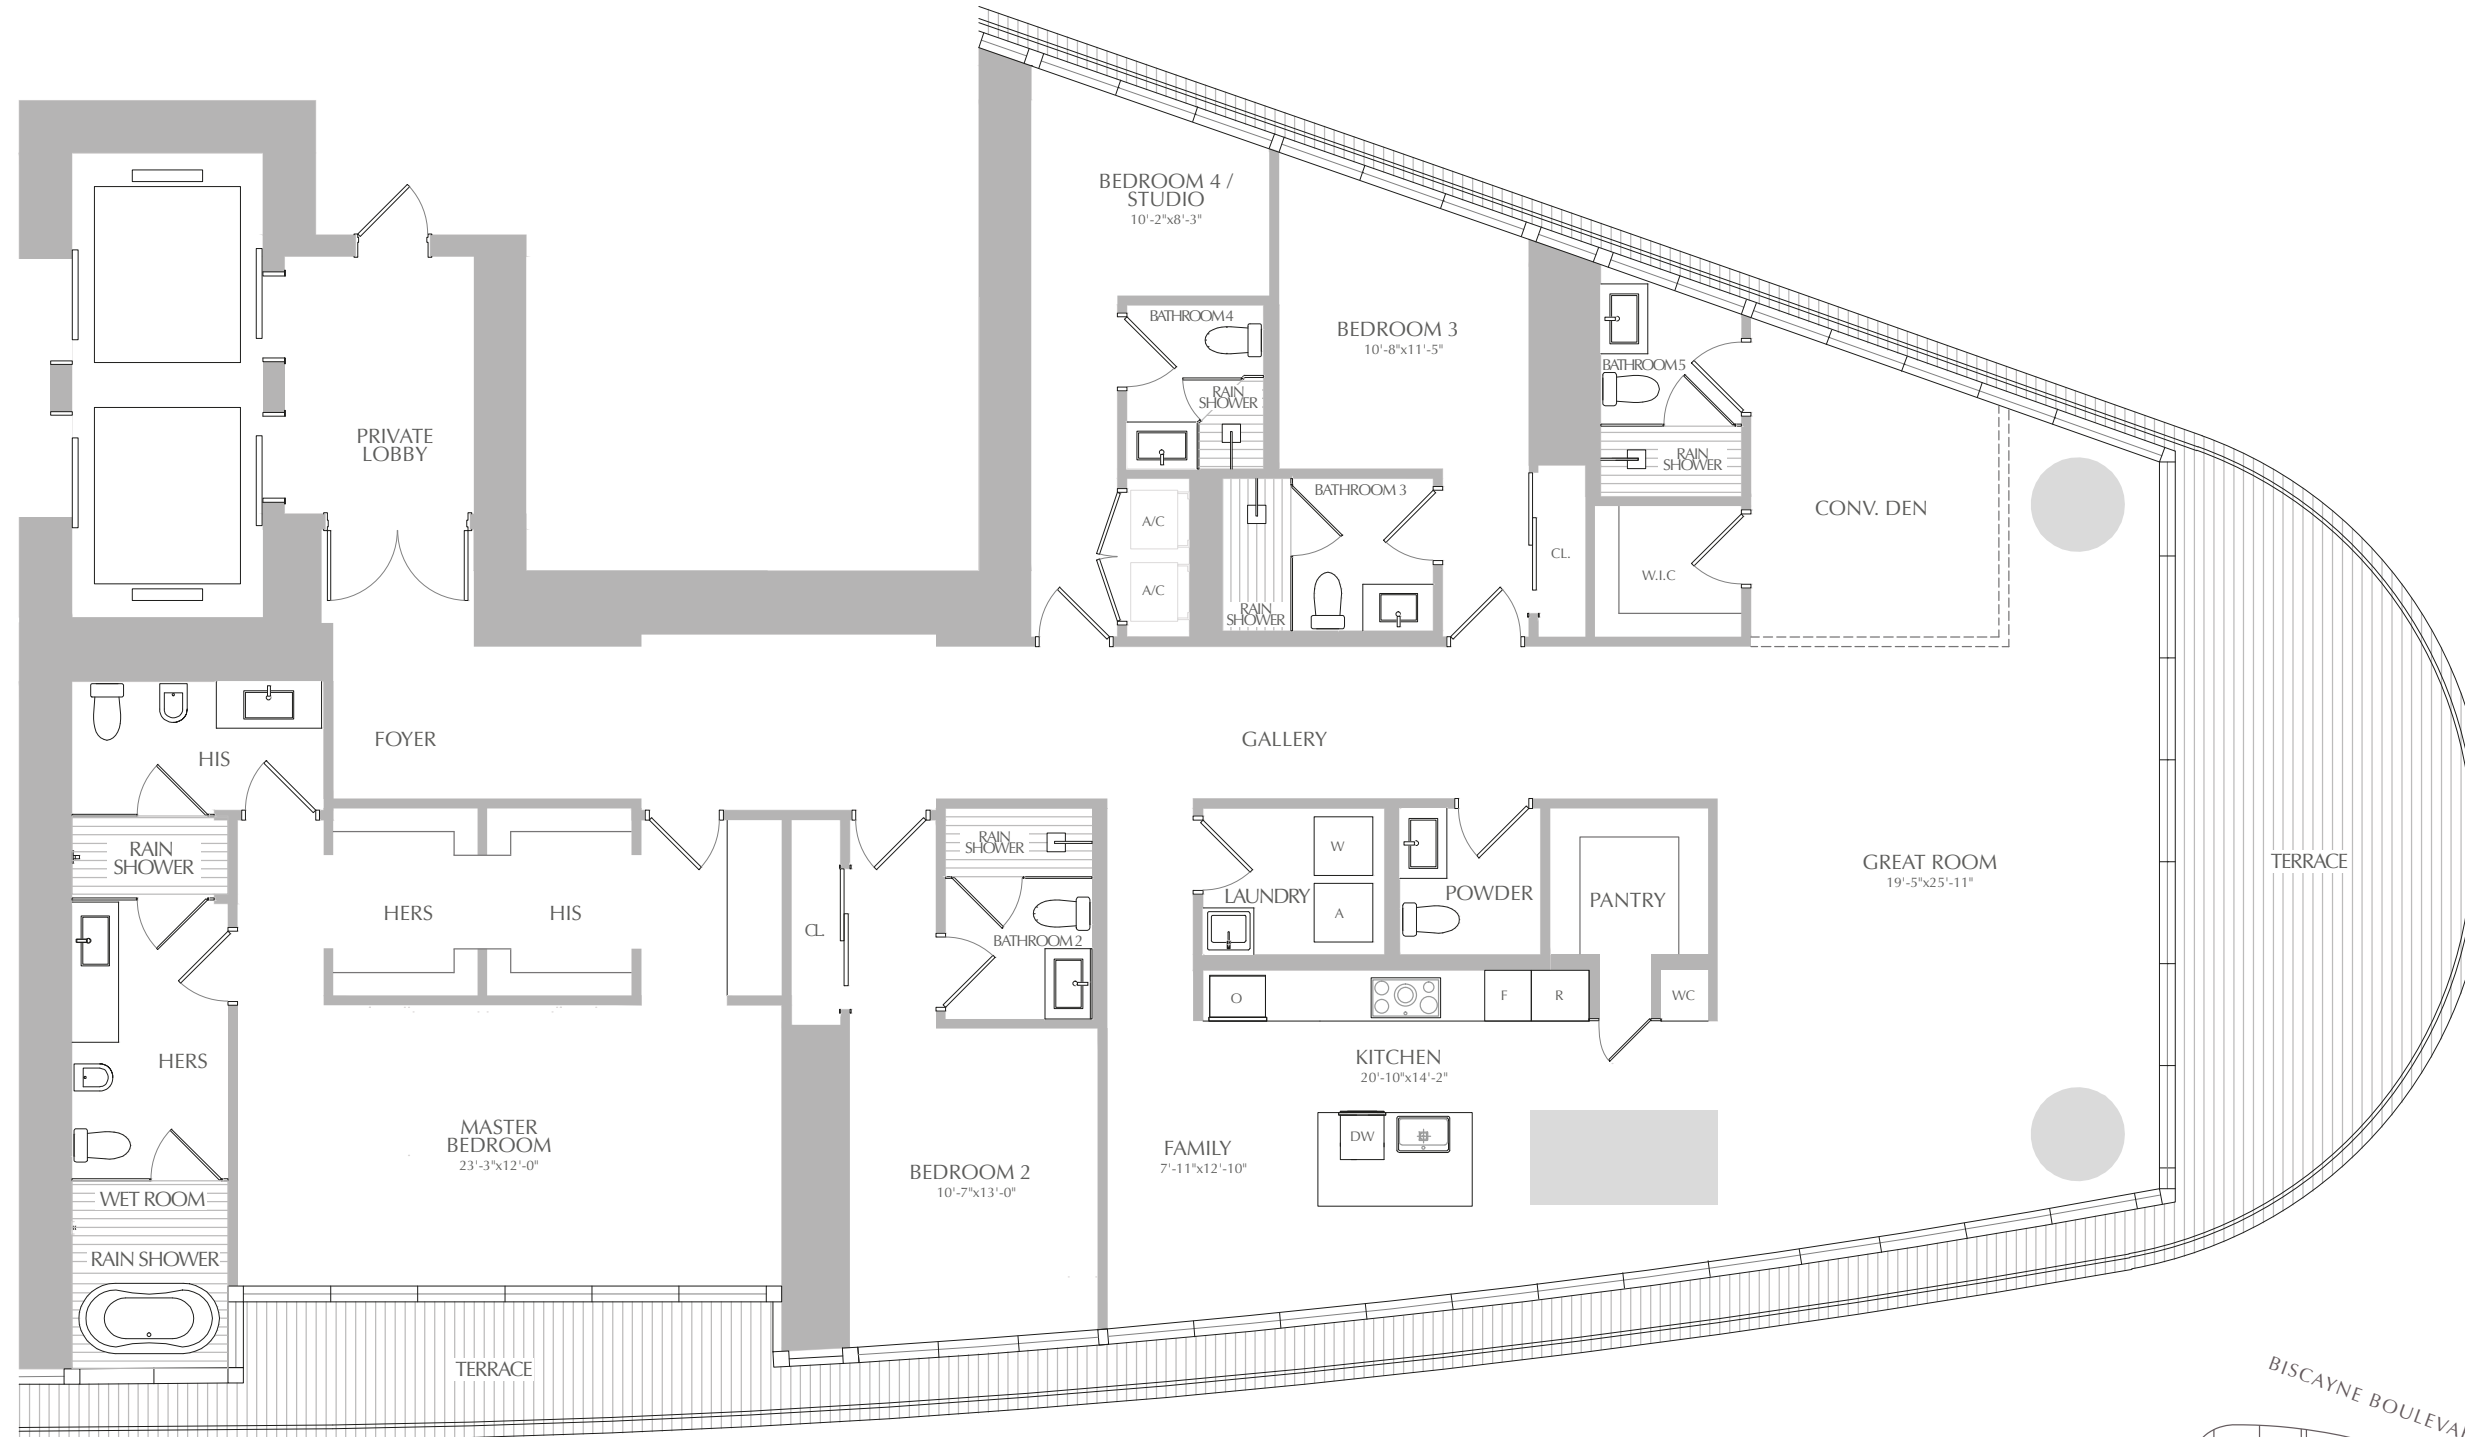 BEDROOM 4 /
STUDIO
10'-2"x8'-3"
BATHROOM 4
RAIN
SHOWER
BEDROOM 3
10'-8"x11'-5"
BATHROOM 5
RAIN
SHOWER
PRIVATE
LOBBY
A/C
A/C
BATHROOM 3
RAIN
SHOWER
CL.
W.I.C
CONV. DEN
FOYER
GALLERY
HIS
RAIN
SHOWER
HERS
HIS
CL.
RAIN
SHOWER
BATHROOM 2
LAUNDRY
W
A
POWDER
PANTRY
GREAT ROOM
19'-5"x25'-11"
TERRACE
O
F
R
WC
HERS
KITCHEN
20'-10"x14'-2"
MASTER
BEDROOM
23'-3"x12'-0"
BEDROOM 2
10'-7"x13'-0"
FAMILY
7'-11"x12'-10"
DW
WET ROOM
RAIN SHOWER
TERRACE
BISCAYNE